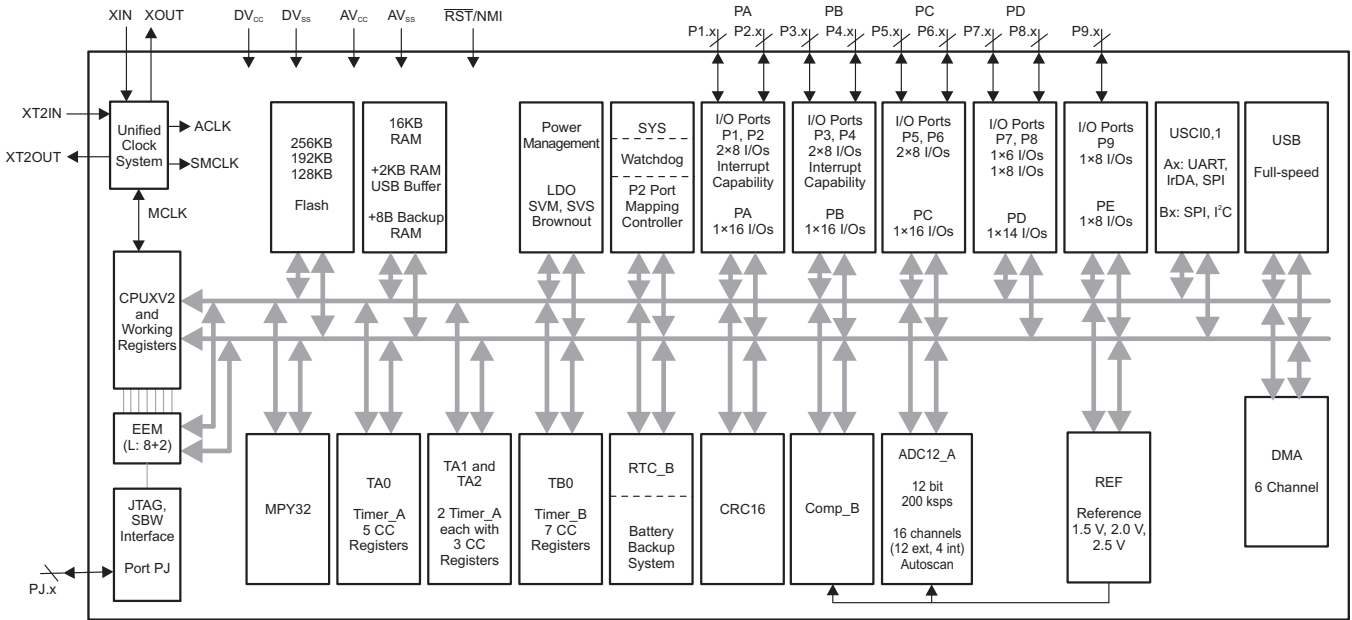 XIN XOUT DVCC DVSS AVCC AVSS RST/NMI
PA PB PC PD
P1.x P2.x P3.x P4.x P5.x P6.x P7.x P8.x P9.x
XT2IN
XT2OUT
Unified
Clock
System
ACLK
SMCLK
MCLK
256KB
192KB
128KB
Flash
16KB
RAM
+2KB RAM
USB Buffer
+8B Backup
RAM
Power
Management
LDO
SVM, SVS
Brownout
SYS
Watchdog
P2 Port
Mapping
Controller
I/O Ports
P1, P2
2×8 I/Os
Interrupt
Capability
PA
1×16 I/Os
I/O Ports
P3, P4
2×8 I/Os
Interrupt
Capability
PB
1×16 I/Os
I/O Ports
P5, P6
2×8 I/Os
PC
1×16 I/Os
I/O Ports
P7, P8
1×6 I/Os
1×8 I/Os
PD
1×14 I/Os
I/O Ports
P9
1×8 I/Os
PE
1×8 I/Os
USCI0,1
Ax: UART,
IrDA, SPI
Bx: SPI, I²C
USB
Full-speed
CPUXV2
and
Working
Registers
EEM
(L: 8+2)
JTAG,
SBW
Interface
Port PJ
PJ.x
MPY32
TA0
Timer_A
5 CC
Registers
TA1 and
TA2
2 Timer_A
each with
3 CC
Registers
TB0
Timer_B
7 CC
Registers
RTC_B
Battery
Backup
System
CRC16
Comp_B
ADC12_A
12 bit
200 ksps
16 channels
(12 ext, 4 int)
Autoscan
REF
Reference
1.5 V, 2.0 V,
2.5 V
DMA
6 Channel